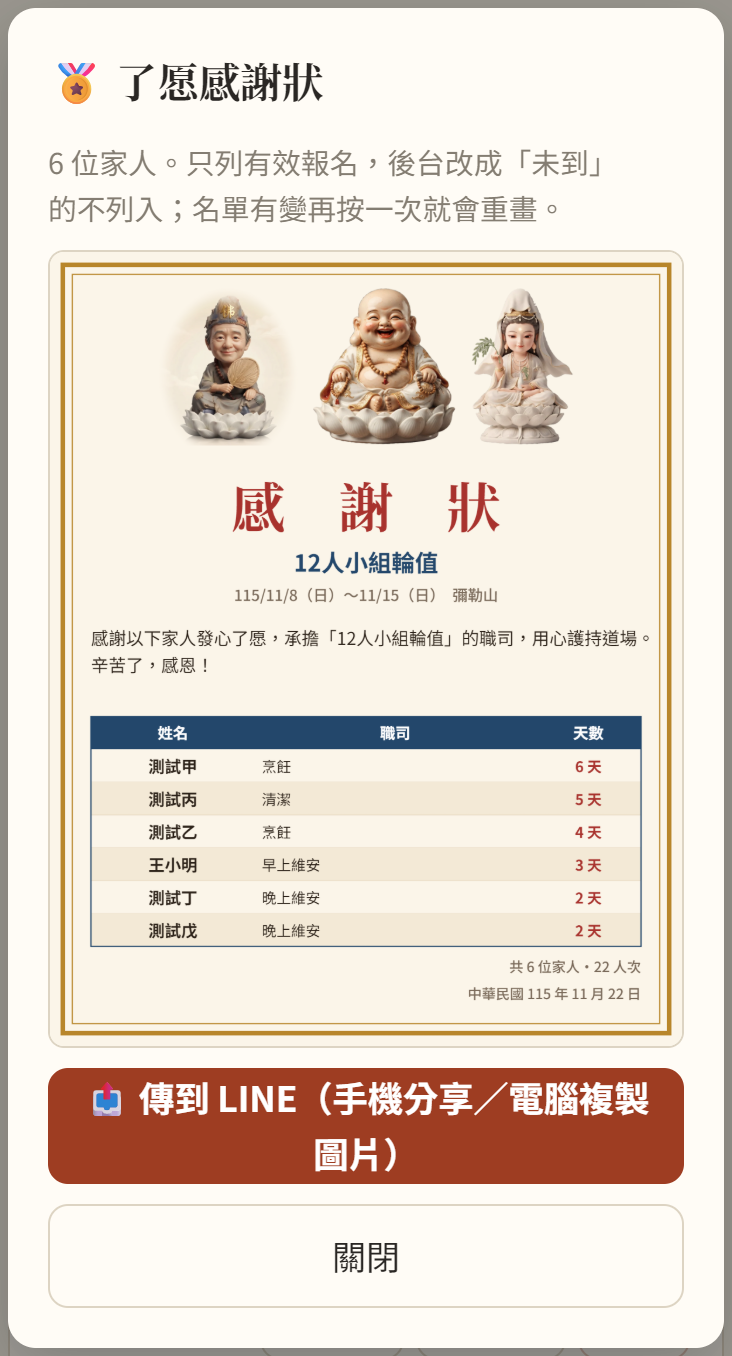 了愿感謝狀
6 位家人。只列有效報名，後台改成「未到」
的不列入；名單有變再按一次就會重畫。
佛
感 謝 狀
12人小組輪值
115/11/8（日）～11/15（日） 彌勒山
感謝以下家人發心了愿，承擔「12人小組輪值」的職司，用心護持道場。
辛苦了，感恩！
姓名 職司 天數
測試甲 烹飪 6 天
測試丙 清潔 5 天
測試乙 烹飪 4 天
王小明 早上維安 3 天
測試丁 晚上維安 2 天
測試戊 晚上維安 2 天
共 6 位家人・22 人次
中華民國 115 年 11 月 22 日
傳到 LINE（手機分享／電腦複製
圖片）
關閉